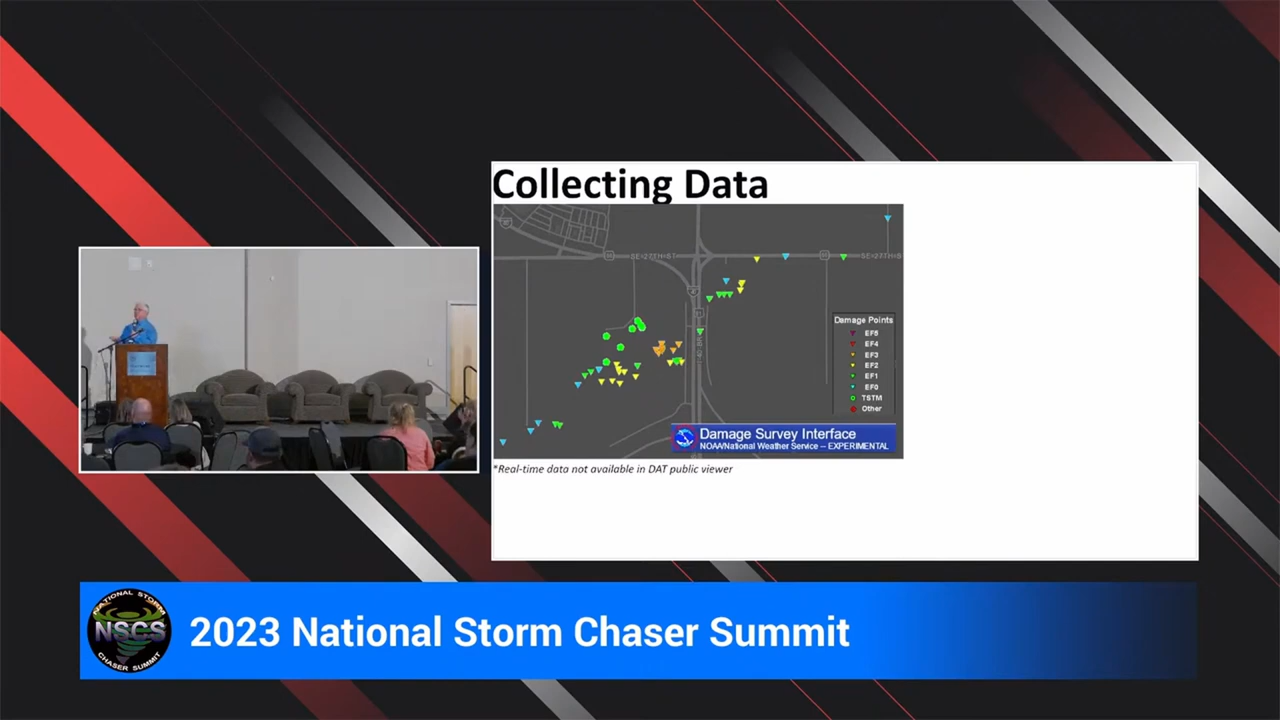 Collecting Data
SE-27TH-ST
SE-27TH-S
Damage Points
EF5
EF4
EF3
EF2
EF1
EF0
TSTM
Other
Damage Survey Interface
NOAA/National Weather Service -- EXPERIMENTAL
*Real-time data not available in DAT public viewer
NATIONAL STORM
NSCS
CHASER SUMMIT
2023 National Storm Chaser Summit